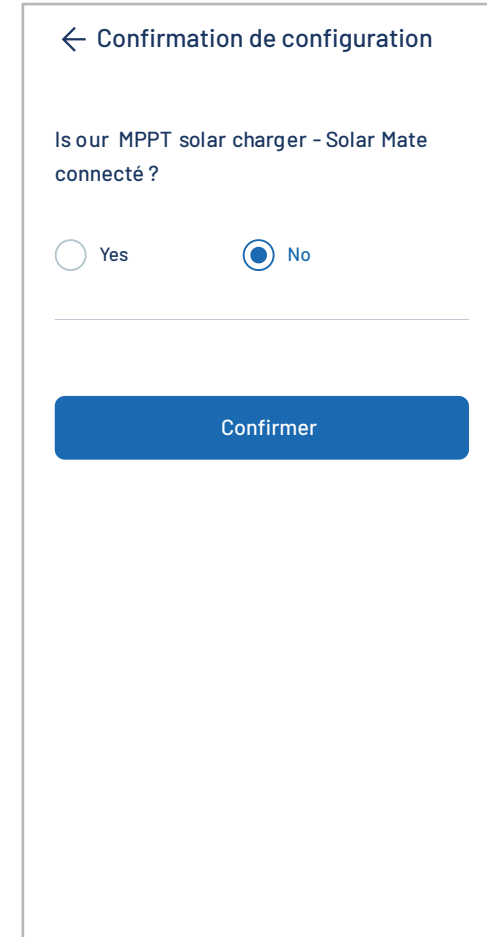 Confirmation de configuration
Is our MPPT solar charger - Solar Mate
connecté ?
Yes
No
Confirmer